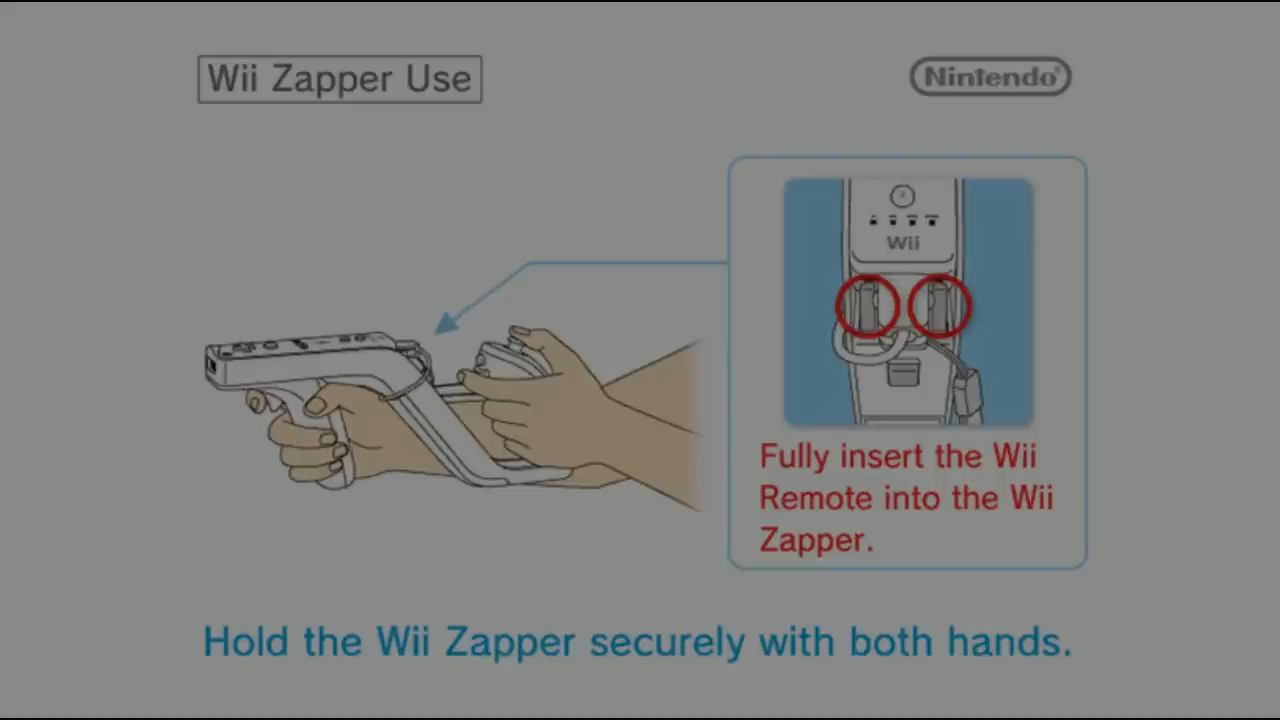 Wii Zapper Use
Nintendo®
Wii
Fully insert the Wii
Remote into the Wii
Zapper.
Hold the Wii Zapper securely with both hands.